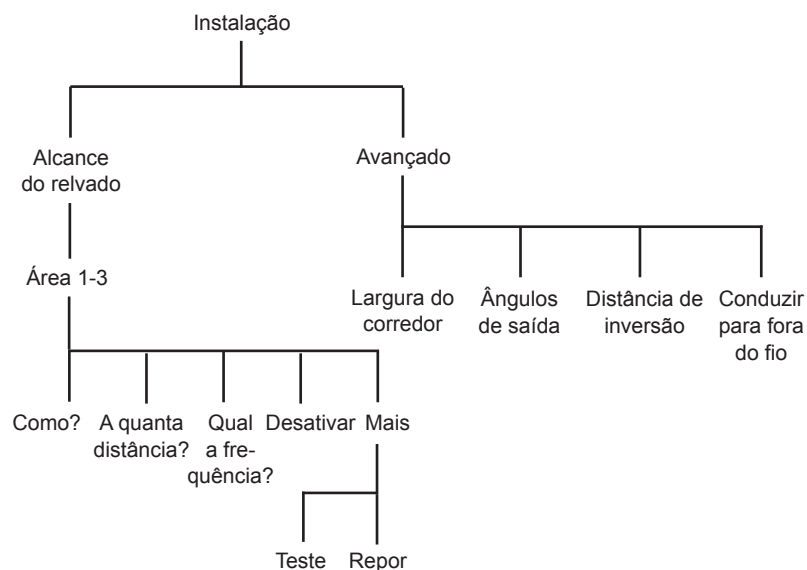 Instalação
Alcance
do relvado
Avançado
Área 1-3
Largura do
corredor
Ângulos
de saída
Distância de
inversão
Conduzir
para fora
do fio
Como?
A quanta
distância?
Qual
a fre-
quência?
Desativar
Mais
Teste
Repor